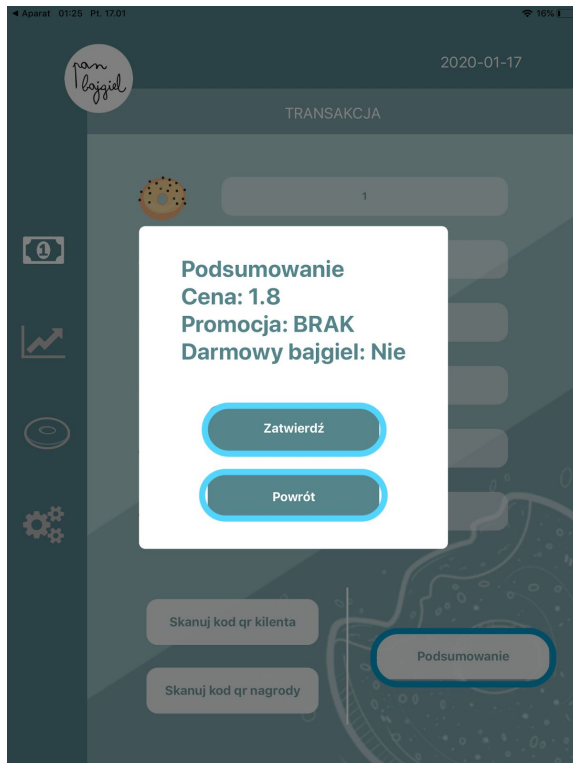 ◀ Aparat 01:25 Pt. 17.01 16%
pan
bajgiel
2020-01-17
TRANSAKCJA
1
1
Podsumowanie
Cena: 1.8
Promocja: BRAK
Darmowy bajgiel: Nie
Zatwierdź
Powrót
Skanuj kod qr kilenta
Podsumowanie
Skanuj kod qr nagrody